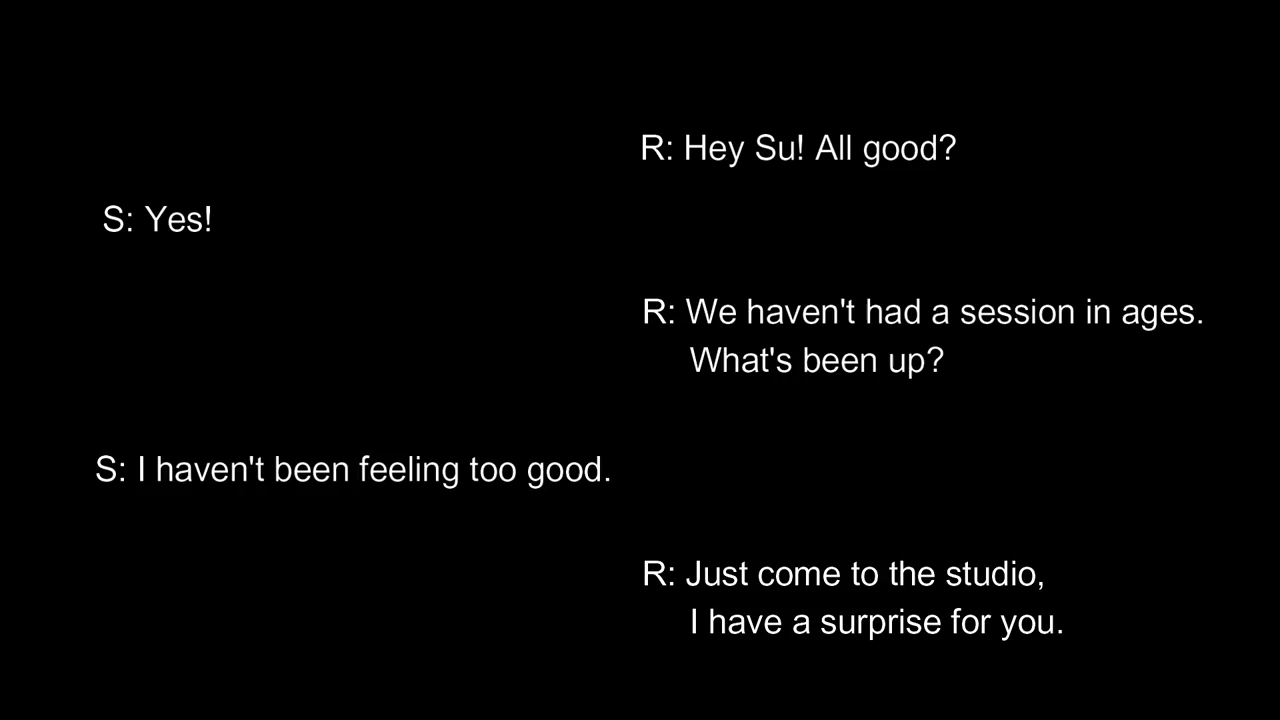 R: Hey Su! All good?
S: Yes!
R: We haven't had a session in ages.
What's been up?
S: I haven't been feeling too good.
R: Just come to the studio,
I have a surprise for you.